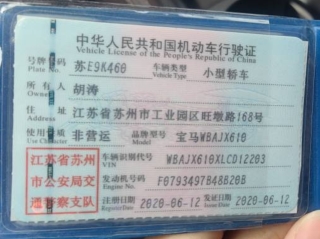 中华人民共和国机动车行驶证
Vehicle License of the People's Republic of China
号牌号码 苏E9K460 车辆类型 小型轿车
Plate No. Vehicle Type
所有人 胡涛
Owner
住址 江苏省苏州市工业园区旺墩路168号
Address
使用性质 非营运 品牌型号 宝马WBAJX610
Use Character Model
江苏省苏州 车辆识别代号 WBAJX610XLCD12203
VIN
市公安局交 发动机号码 F0793497B48B20B
Engine No.
通警察支队 注册日期 2020-06-12 发证日期 2020-06-12
Register Date Issue Date